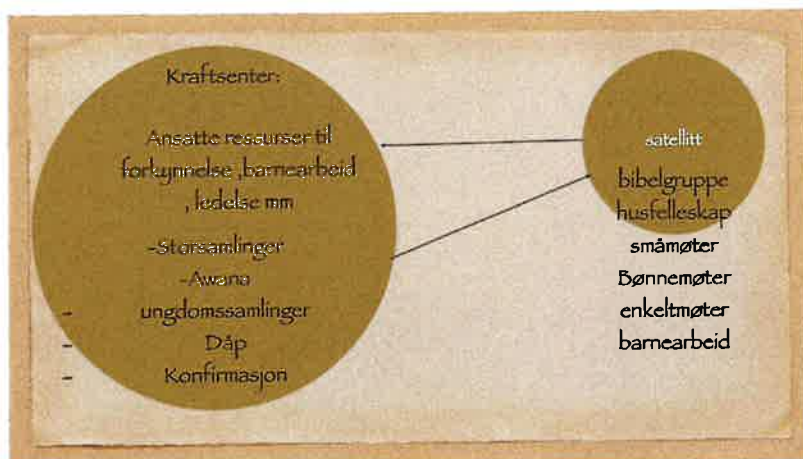 Kraftsenter:
Ansatte ressurser til
forkynnelse ,barnearbeid
, ledelse mm
-Storsamlinger
-Awana
- ungdomssamlinger
- Dåp
- Konfirmasjon
satellitt
bibelgruppe
husfelleskap
småmøter
Bønnemøter
enkeltmøter
barnearbeid